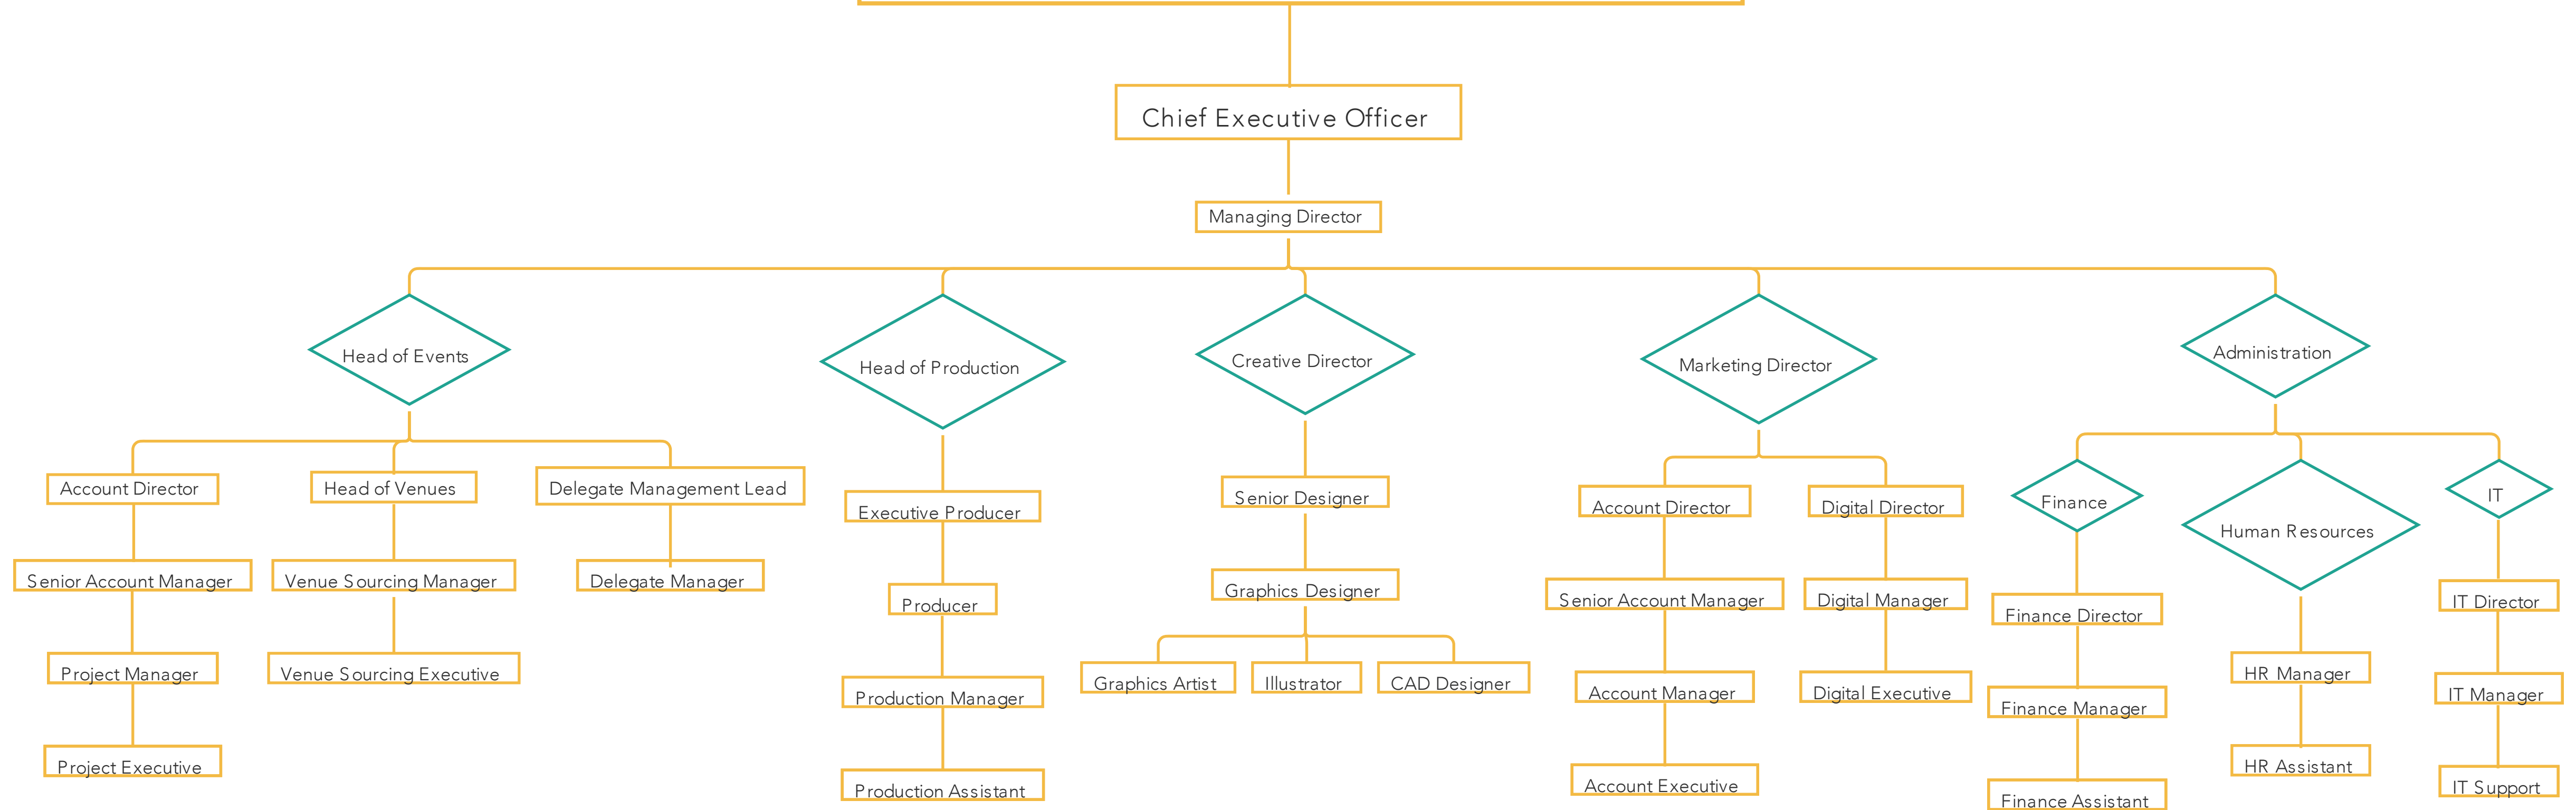 Chief Executive Officer
Managing Director
Head of Events
Head of Production
Creative Director
Marketing Director
Administration
Account Director
Head of Venues
Delegate Management Lead
Executive Producer
Senior Designer
Account Director
Digital Director
Finance
Human Resources
IT
Senior Account Manager
Venue Sourcing Manager
Delegate Manager
Producer
Graphics Designer
Senior Account Manager
Digital Manager
Finance Director
IT Director
Project Manager
Venue Sourcing Executive
Production Manager
Graphics Artist
Illustrator
CAD Designer
Account Manager
Digital Executive
Finance Manager
HR Manager
IT Manager
Project Executive
Production Assistant
Account Executive
Finance Assistant
HR Assistant
IT Support